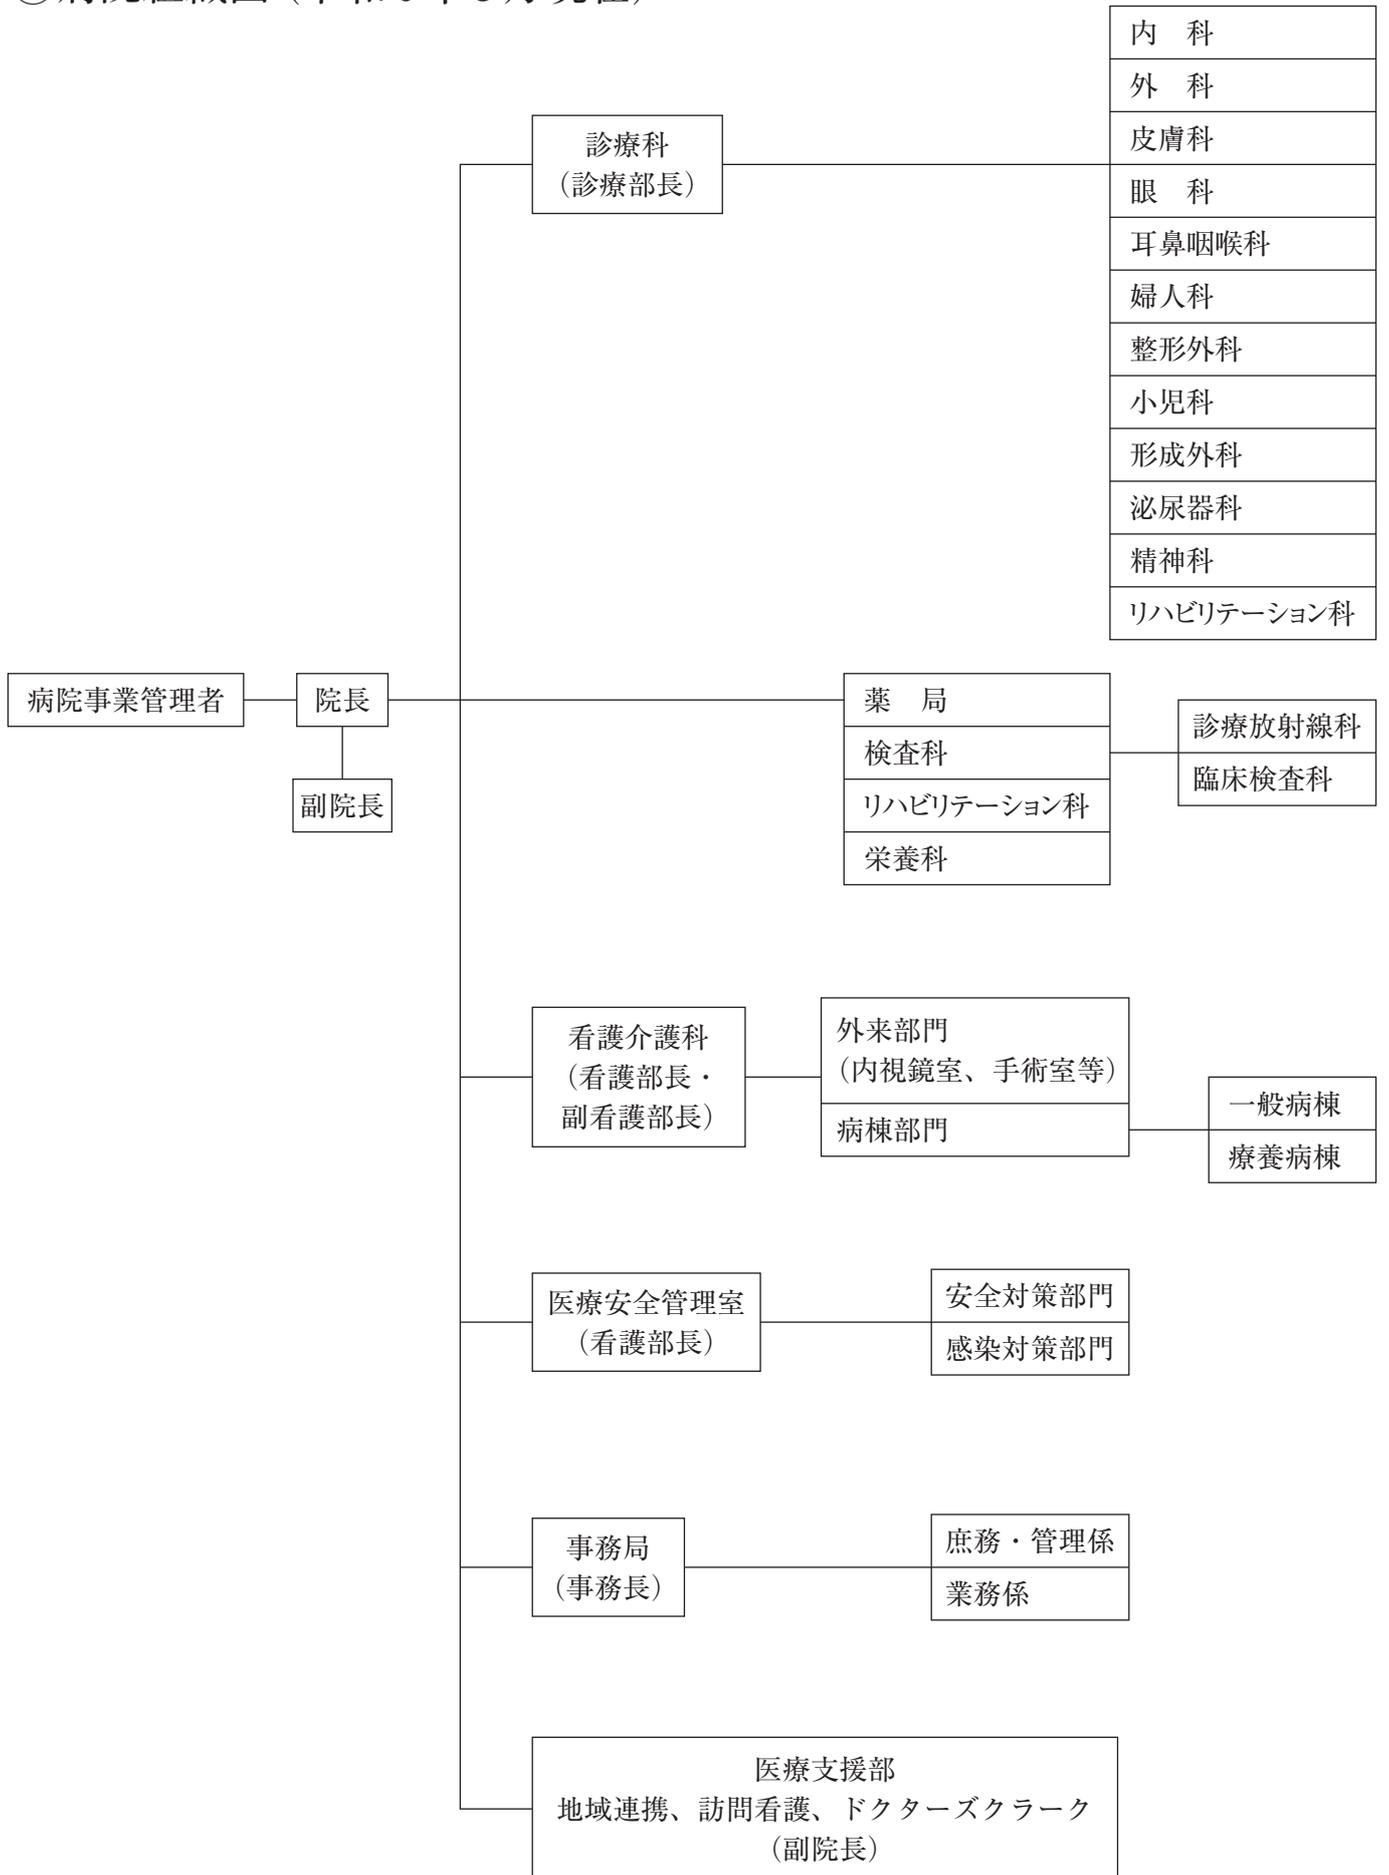 内　科
外　科
診療科
（診療部長）
皮膚科
眼　科
耳鼻咽喉科
婦人科
整形外科
小児科
形成外科
泌尿器科
精神科
リハビリテーション科
病院事業管理者
院長
副院長
薬　局
検査科
リハビリテーション科
栄養科
診療放射線科
臨床検査科
看護介護科
（看護部長・
副看護部長）
外来部門
（内視鏡室、手術室等）
病棟部門
一般病棟
療養病棟
医療安全管理室
（看護部長）
安全対策部門
感染対策部門
事務局
（事務長）
庶務・管理係
業務係
医療支援部
地域連携、訪問看護、ドクターズクラーク
（副院長）